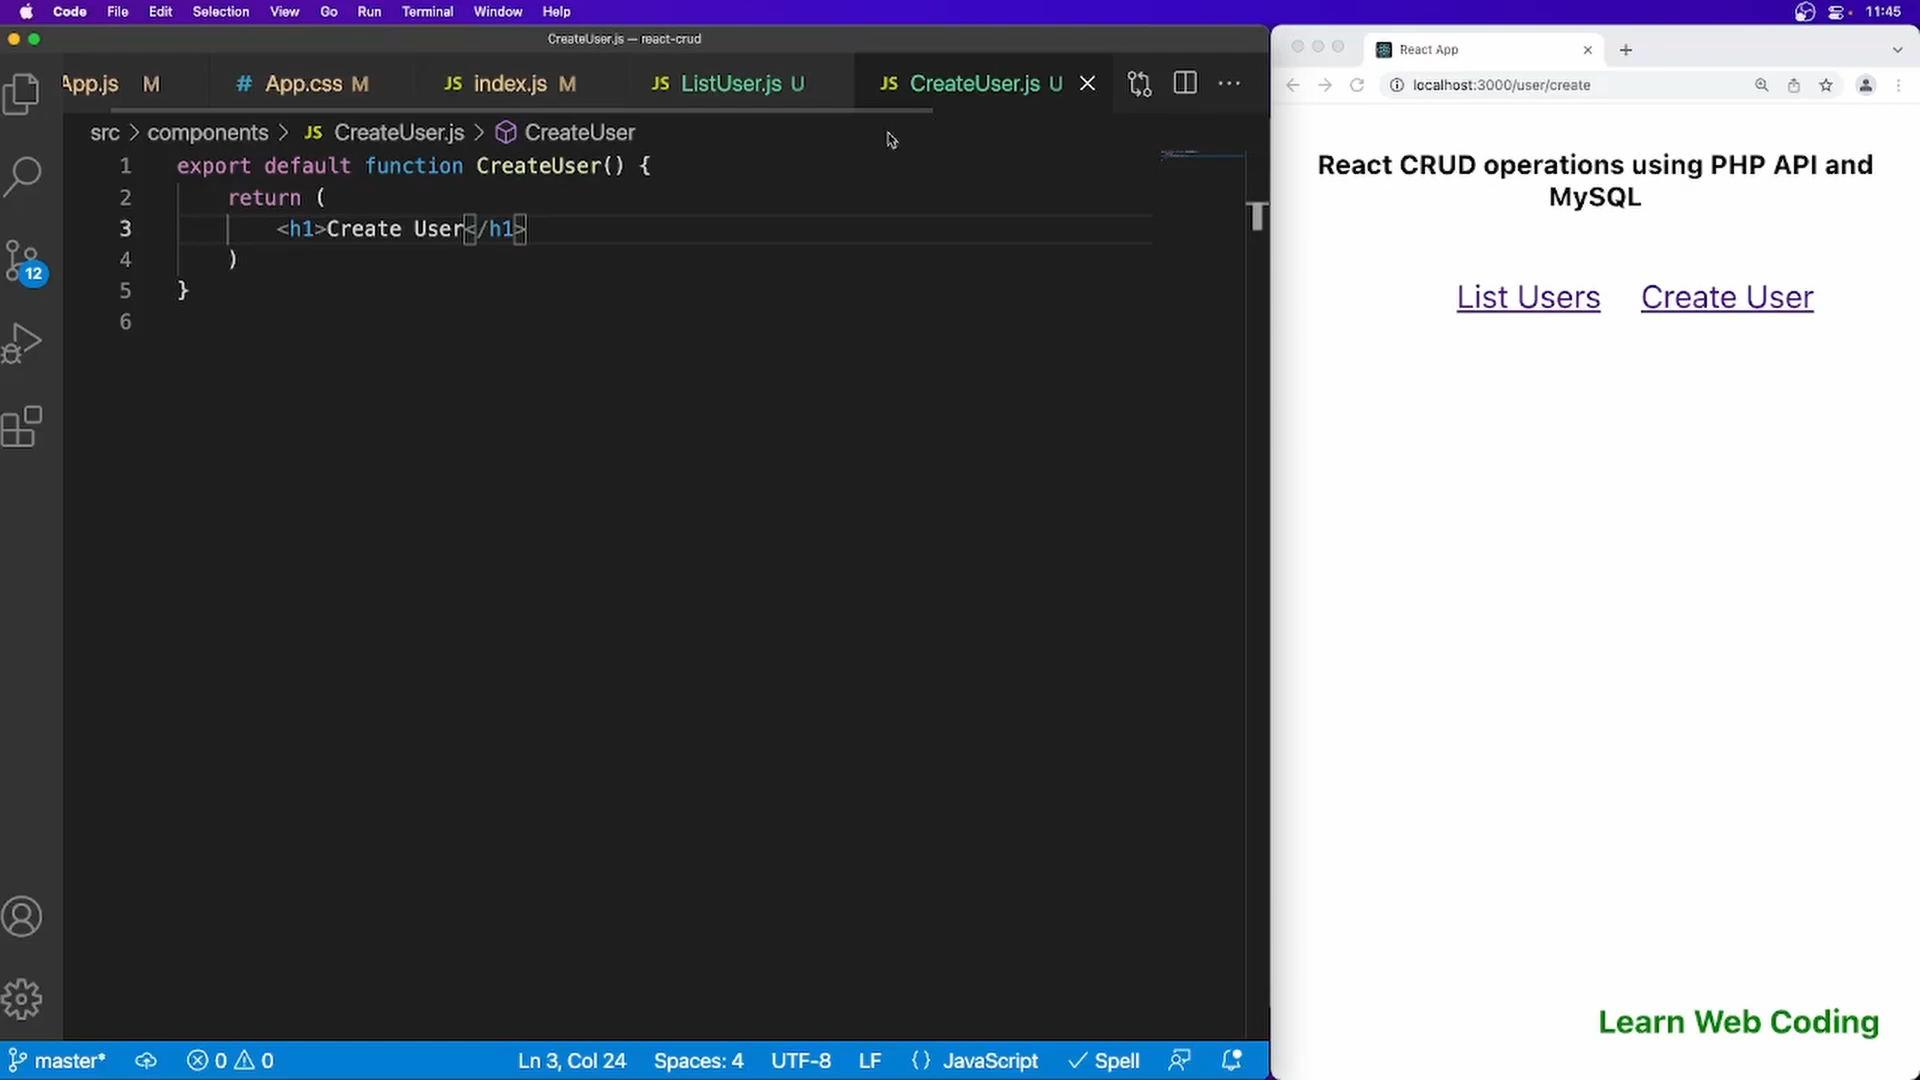 Code File Edit Selection View Go Run Terminal Window Help 11:45
CreateUser.js — react-crud
App.js M # App.css M JS index.js M JS ListUser.js U JS CreateUser.js U
src > components > JS CreateUser.js > CreateUser
1 export default function CreateUser() {
2 return (
3 <h1>Create User</h1>
4 )
5 }
6
12
master* 0 0 Ln 3, Col 24 Spaces: 4 UTF-8 LF {} JavaScript Spell
React App
localhost:3000/user/create
React CRUD operations using PHP API and
MySQL
List Users Create User
Learn Web Coding